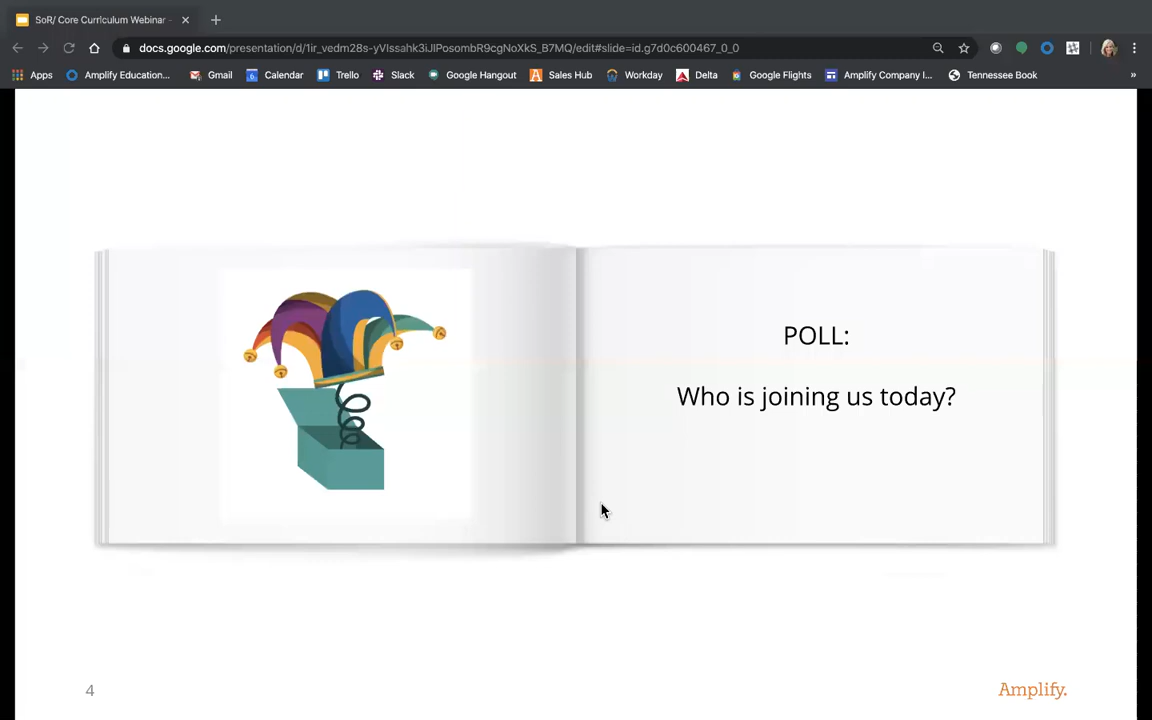 SoR/ Core Curriculum Webinar -
docs.google.com/presentation/d/1ir_vedm28s-yVIssahk3iJlPosombR9cgNoXkS_B7MQ/edit#slide=id.g7d0c600467_0_0
Apps Amplify Education... Gmail Calendar Trello Slack Google Hangout Sales Hub Workday Delta Google Flights Amplify Company I... Tennessee Book »
POLL:
Who is joining us today?
4
Amplify.